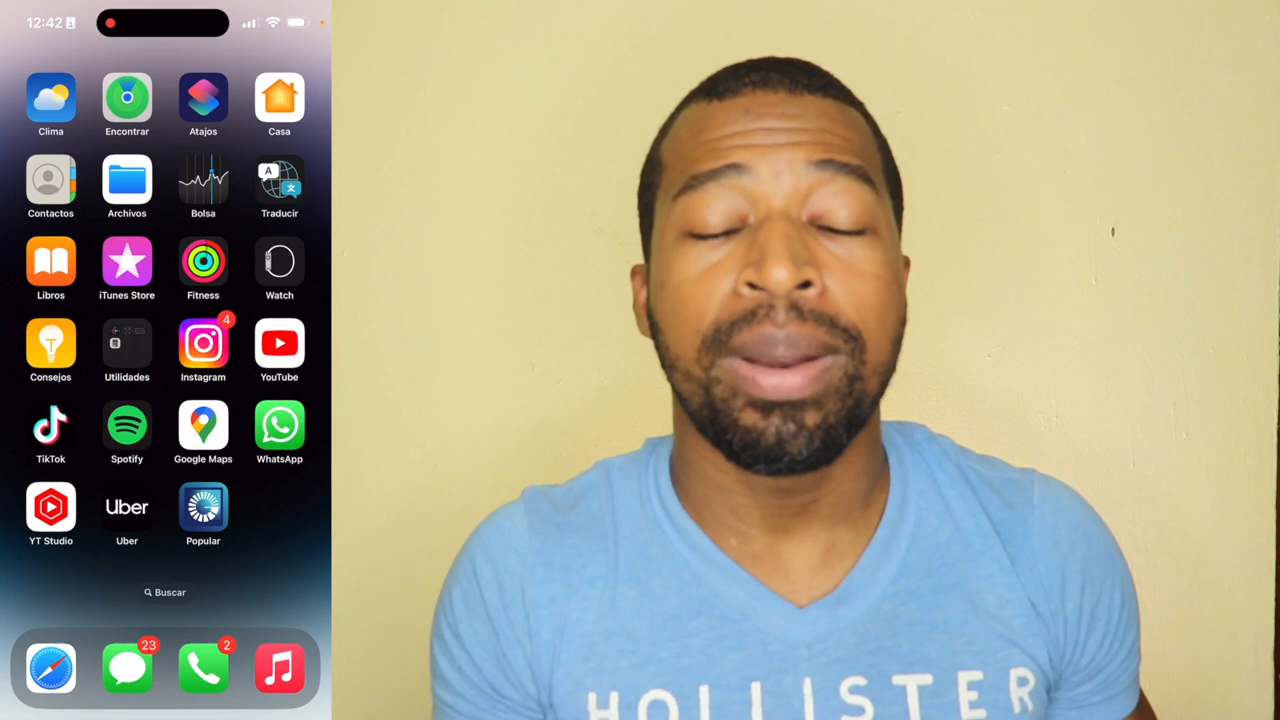 12:42
Clima Encontrar Atajos Casa
Contactos Archivos Bolsa Traducir
Libros iTunes Store Fitness Watch
4
Consejos Utilidades Instagram YouTube
TikTok Spotify Google Maps WhatsApp
Uber
YT Studio Uber Popular
Buscar
23 2
HOLLISTER